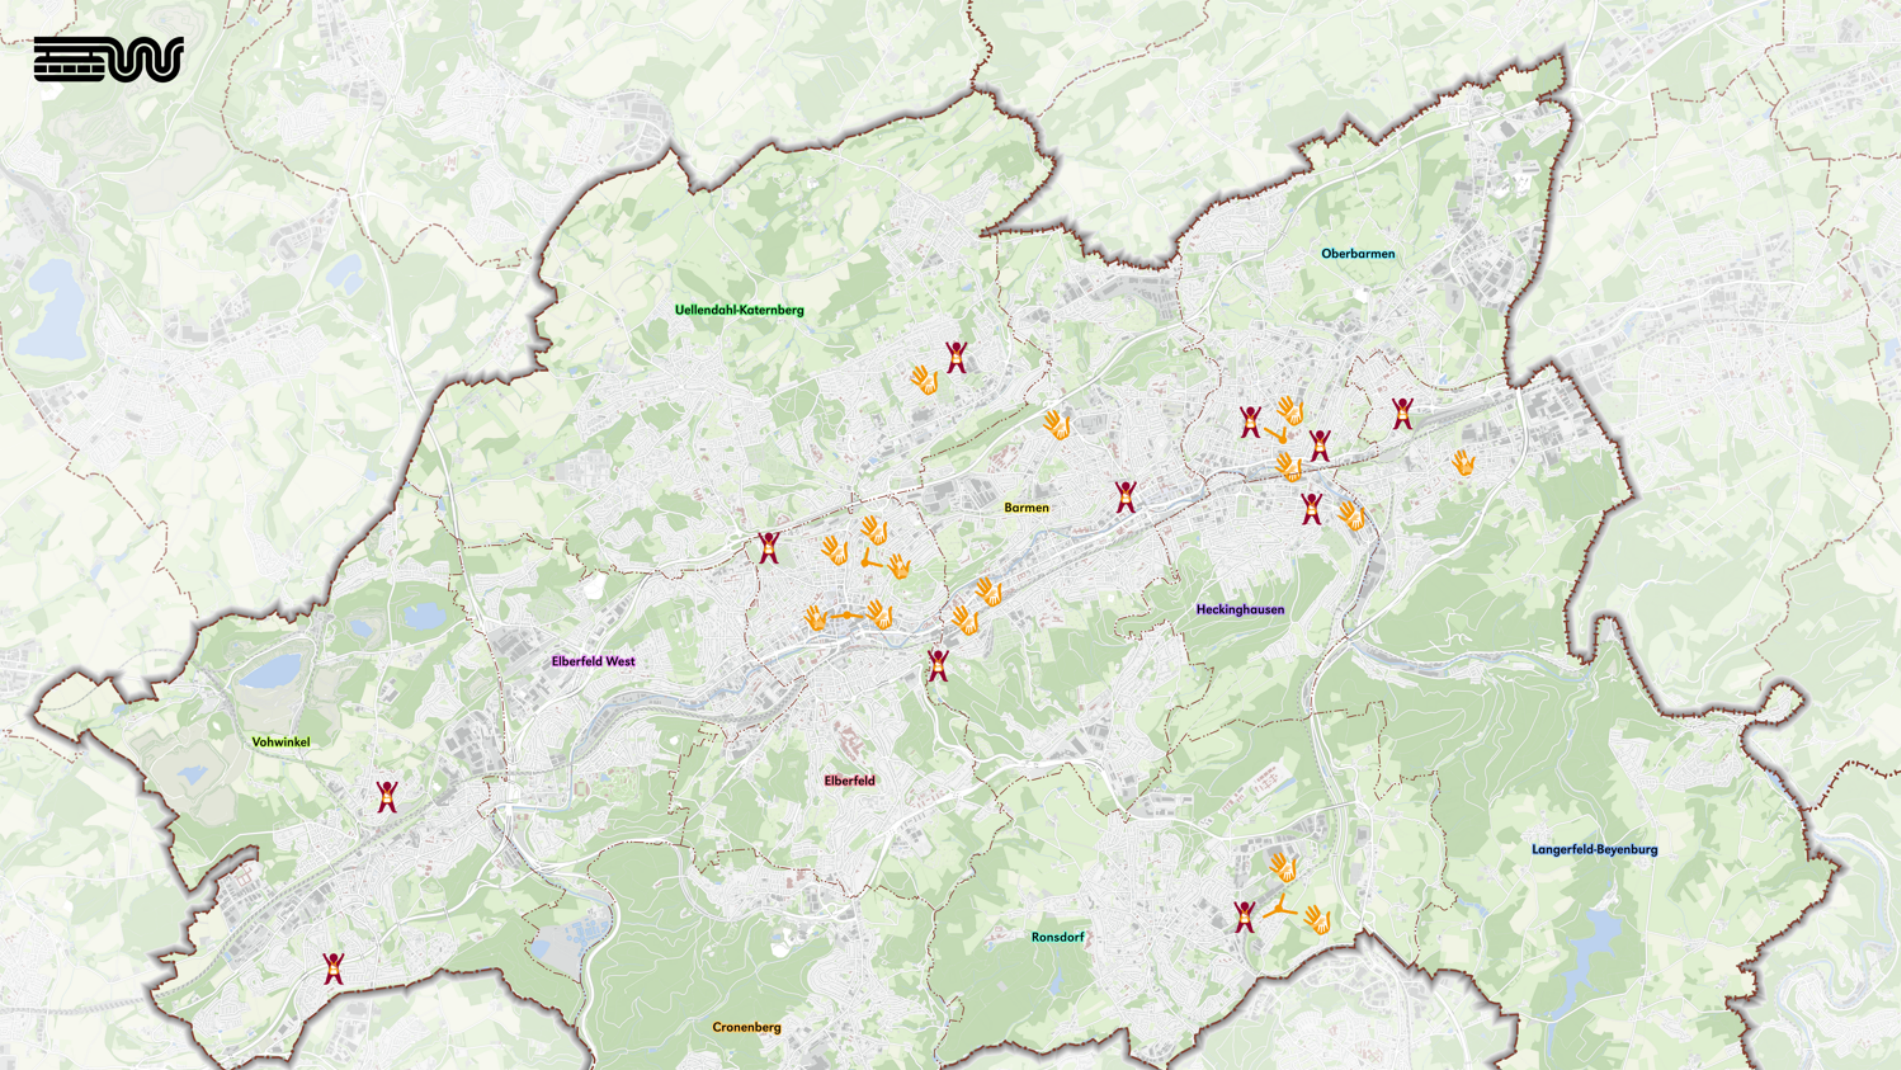 Oberbarmen
Uellendahl-Katernberg
Barmen
Heckinghausen
Elberfeld West
Vohwinkel
Elberfeld
Langerfeld-Beyenburg
Ronsdorf
Cronenberg